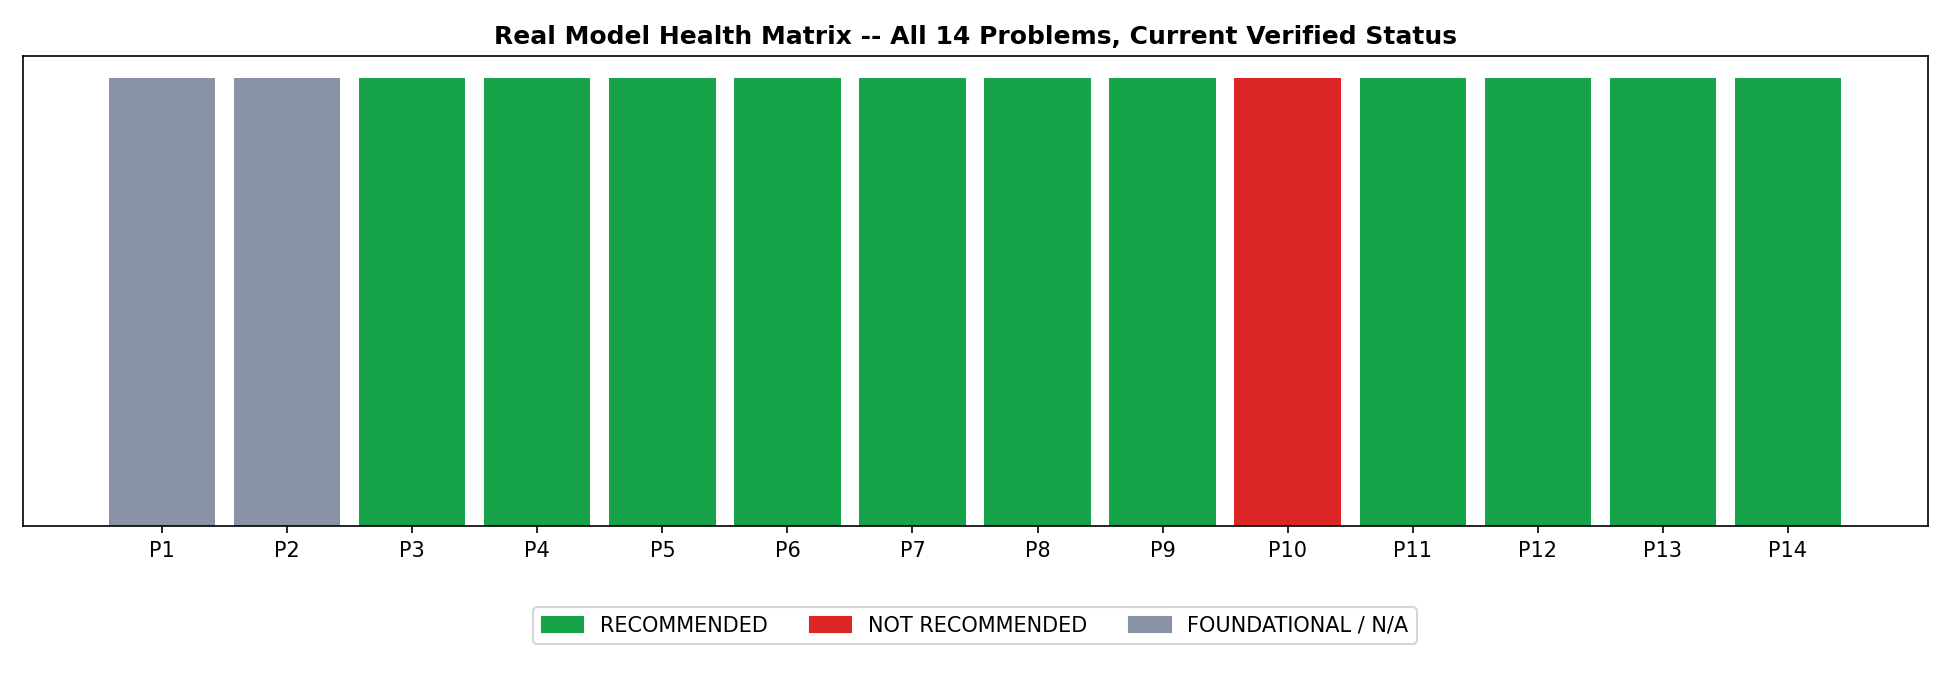 Real Model Health Matrix -- All 14 Problems, Current Verified Status
P1 P2 P3 P4 P5 P6 P7 P8 P9 P10 P11 P12 P13 P14
RECOMMENDED NOT RECOMMENDED FOUNDATIONAL / N/A